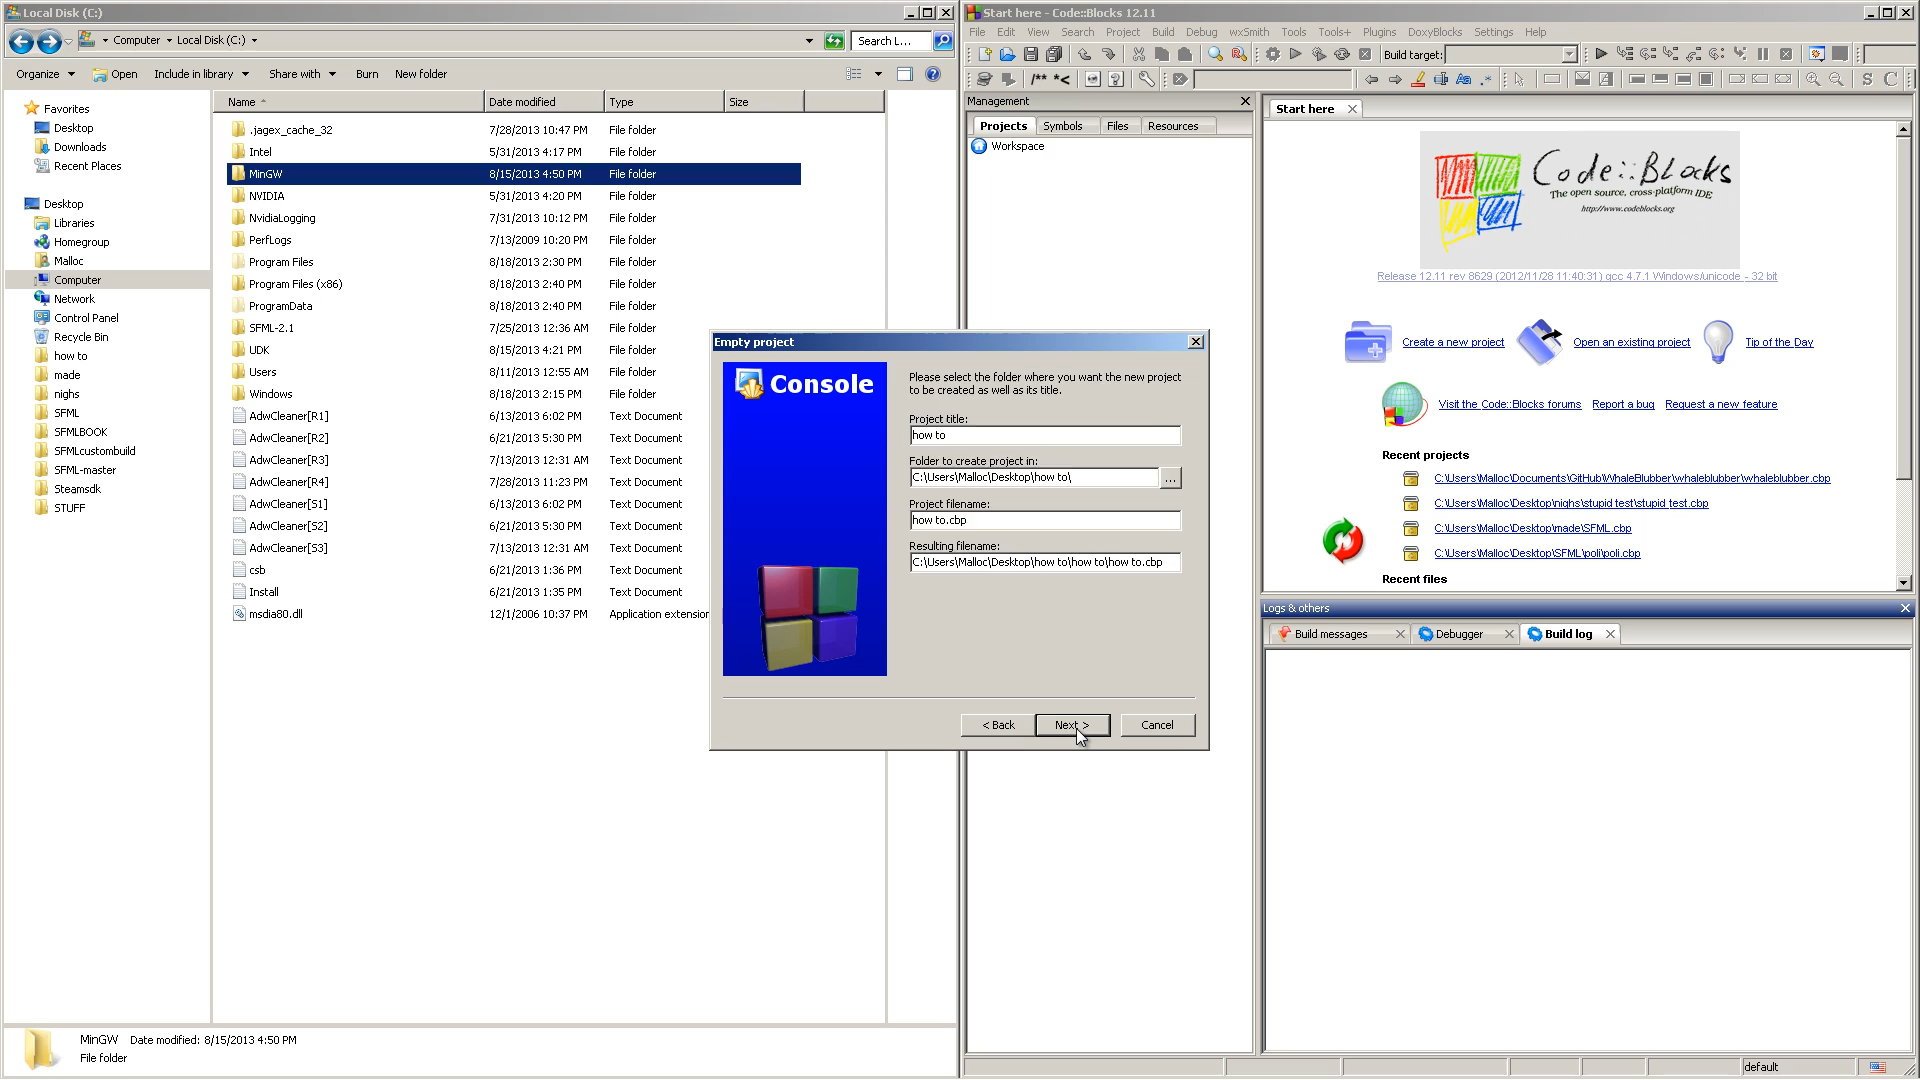 Local Disk (C:)
Computer Local Disk (C:)
Search L...
Organize Open Include in library Share with Burn New folder
Favorites
Desktop
Downloads
Recent Places
Desktop
Libraries
Homegroup
Malloc
Computer
Network
Control Panel
Recycle Bin
how to
made
nighs
SFML
SFMLBOOK
SFMLcustombuild
SFML-master
Steamsdk
STUFF
Name Date modified Type Size
.jagex_cache_32 7/28/2013 10:47 PM File folder
Intel 5/31/2013 4:17 PM File folder
MinGW 8/15/2013 4:50 PM File folder
NVIDIA 5/31/2013 4:20 PM File folder
NvidiaLogging 7/31/2013 10:12 PM File folder
PerfLogs 7/13/2009 10:20 PM File folder
Program Files 8/18/2013 2:30 PM File folder
Program Files (x86) 8/18/2013 2:40 PM File folder
ProgramData 8/18/2013 2:40 PM File folder
SFML-2.1 7/25/2013 12:36 AM File folder
UDK 8/15/2013 4:21 PM File folder
Users 8/11/2013 12:55 AM File folder
Windows 8/18/2013 2:15 PM File folder
AdwCleaner[R1] 6/13/2013 6:02 PM Text Document
AdwCleaner[R2] 6/21/2013 5:30 PM Text Document
AdwCleaner[R3] 7/13/2013 12:31 AM Text Document
AdwCleaner[R4] 7/28/2013 11:23 PM Text Document
AdwCleaner[S1] 6/13/2013 6:02 PM Text Document
AdwCleaner[S2] 6/21/2013 5:30 PM Text Document
AdwCleaner[S3] 7/13/2013 12:31 AM Text Document
csb 6/21/2013 1:36 PM Text Document
Install 6/21/2013 1:35 PM Text Document
msdia80.dll 12/1/2006 10:37 PM Application extension
MinGW Date modified: 8/15/2013 4:50 PM
File folder
Empty project
Console
Please select the folder where you want the new project
to be created as well as its title.
Project title:
how to
Folder to create project in:
C:\Users\Malloc\Desktop\how to\
...
Project filename:
how to.cbp
Resulting filename:
C:\Users\Malloc\Desktop\how to\how to\how to.cbp
< Back Next > Cancel
Start here - Code::Blocks 12.11
File Edit View Search Project Build Debug wxSmith Tools Tools+ Plugins DoxyBlocks Settings Help
Build target:
/** *< Aa .* S C
Management
Projects Symbols Files Resources
Workspace
Start here
Code::Blocks
The open source, cross-platform IDE
http://www.codeblocks.org
Release 12.11 rev 8629 (2012/11/28 11:40:31) gcc 4.7.1 Windows/unicode - 32 bit
Create a new project Open an existing project Tip of the Day
Visit the Code::Blocks forums Report a bug Request a new feature
Recent projects
C:\Users\Malloc\Documents\GitHub\WhaleBlubber\whaleblubber\whaleblubber.cbp
C:\Users\Malloc\Desktop\nighs\stupid test\stupid test.cbp
C:\Users\Malloc\Desktop\made\SFML.cbp
C:\Users\Malloc\Desktop\SFML\poli\poli.cbp
Recent files
Logs & others
Build messages Debugger Build log
default